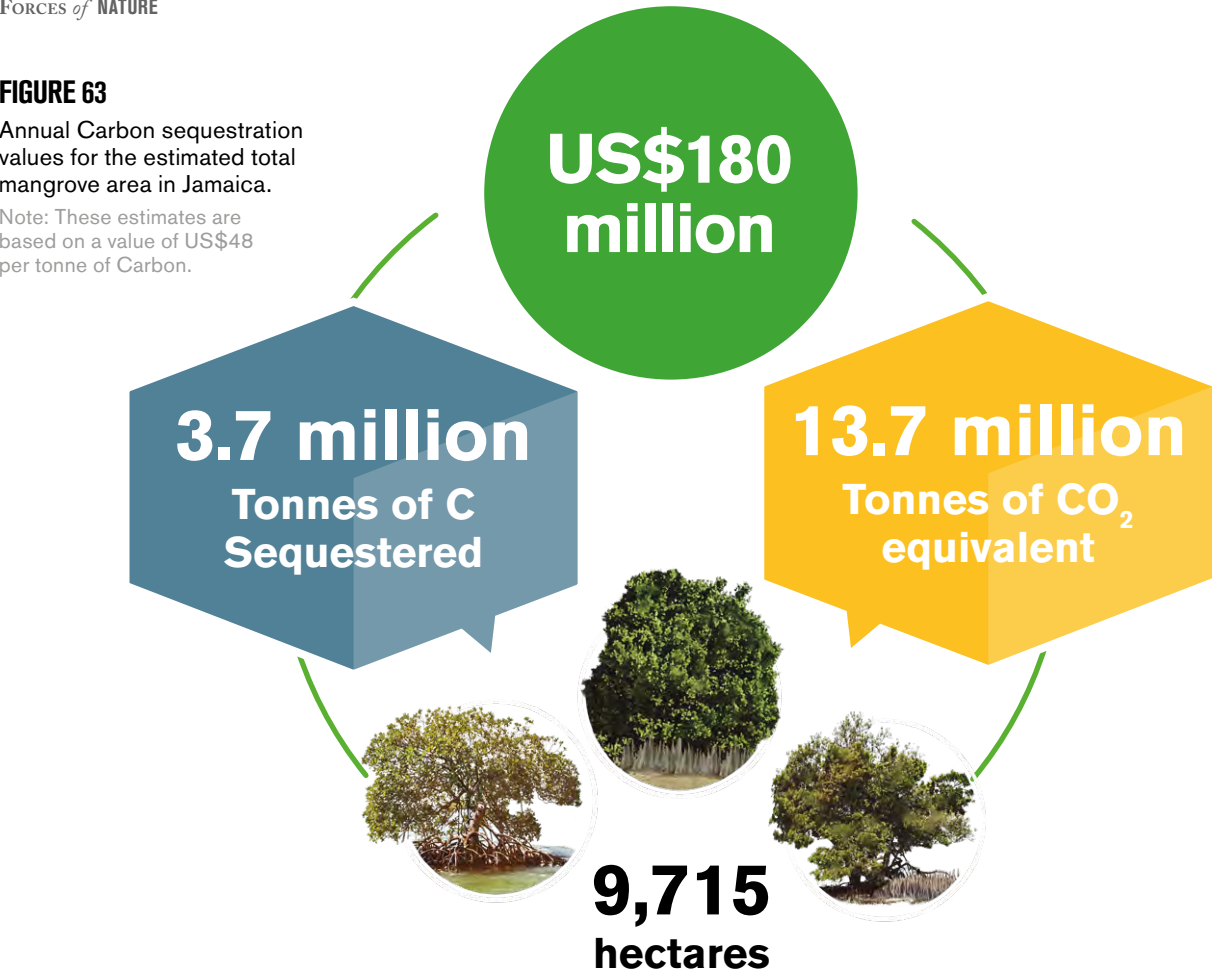 FORCES of NATURE
FIGURE 63
Annual Carbon sequestration
values for the estimated total
mangrove area in Jamaica.
Note: These estimates are
based on a value of US$48
per tonne of Carbon.
US$180
million
3.7 million
Tonnes of C
Sequestered
13.7 million
Tonnes of CO₂
equivalent
9,715
hectares